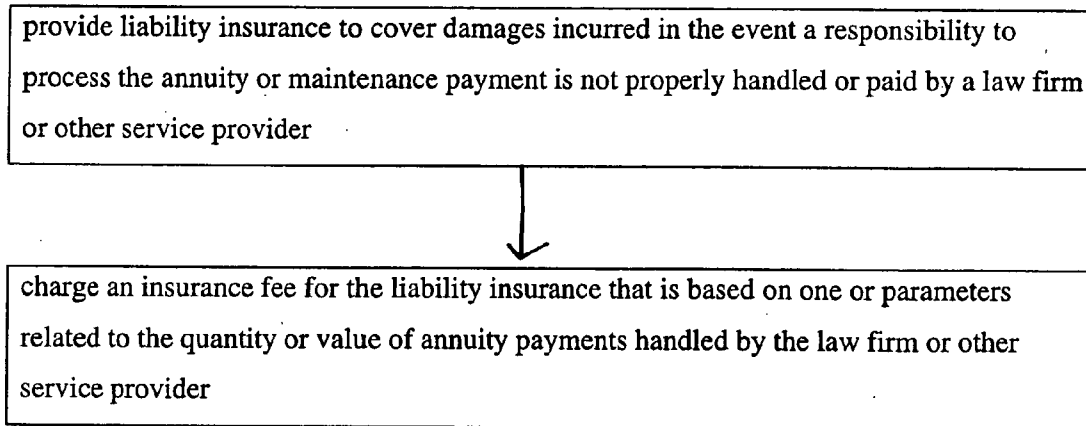 provide liability insurance to cover damages incurred in the event a responsibility to
process the annuity or maintenance payment is not properly handled or paid by a law firm
or other service provider
charge an insurance fee for the liability insurance that is based on one or parameters
related to the quantity or value of annuity payments handled by the law firm or other
service provider